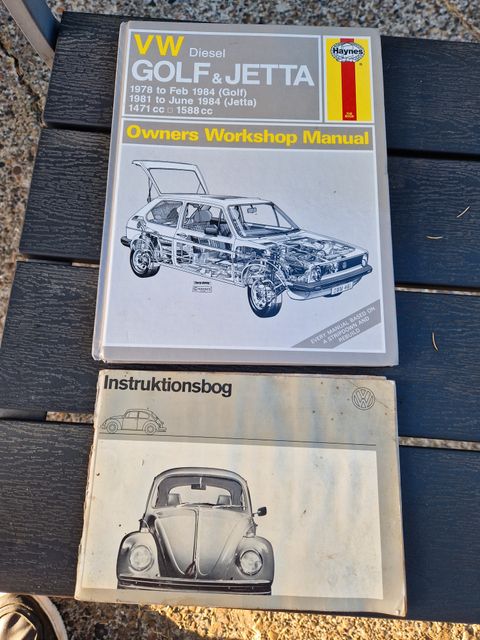 VW Diesel
GOLF & JETTA
1978 to Feb 1984 (Golf)
1981 to June 1984 (Jetta)
1471 cc □ 1588 cc
Haynes
Owners Workshop Manual
EVERY MANUAL BASED ON
A STRIPDOWN AND
REBUILD
Instruktionsbog